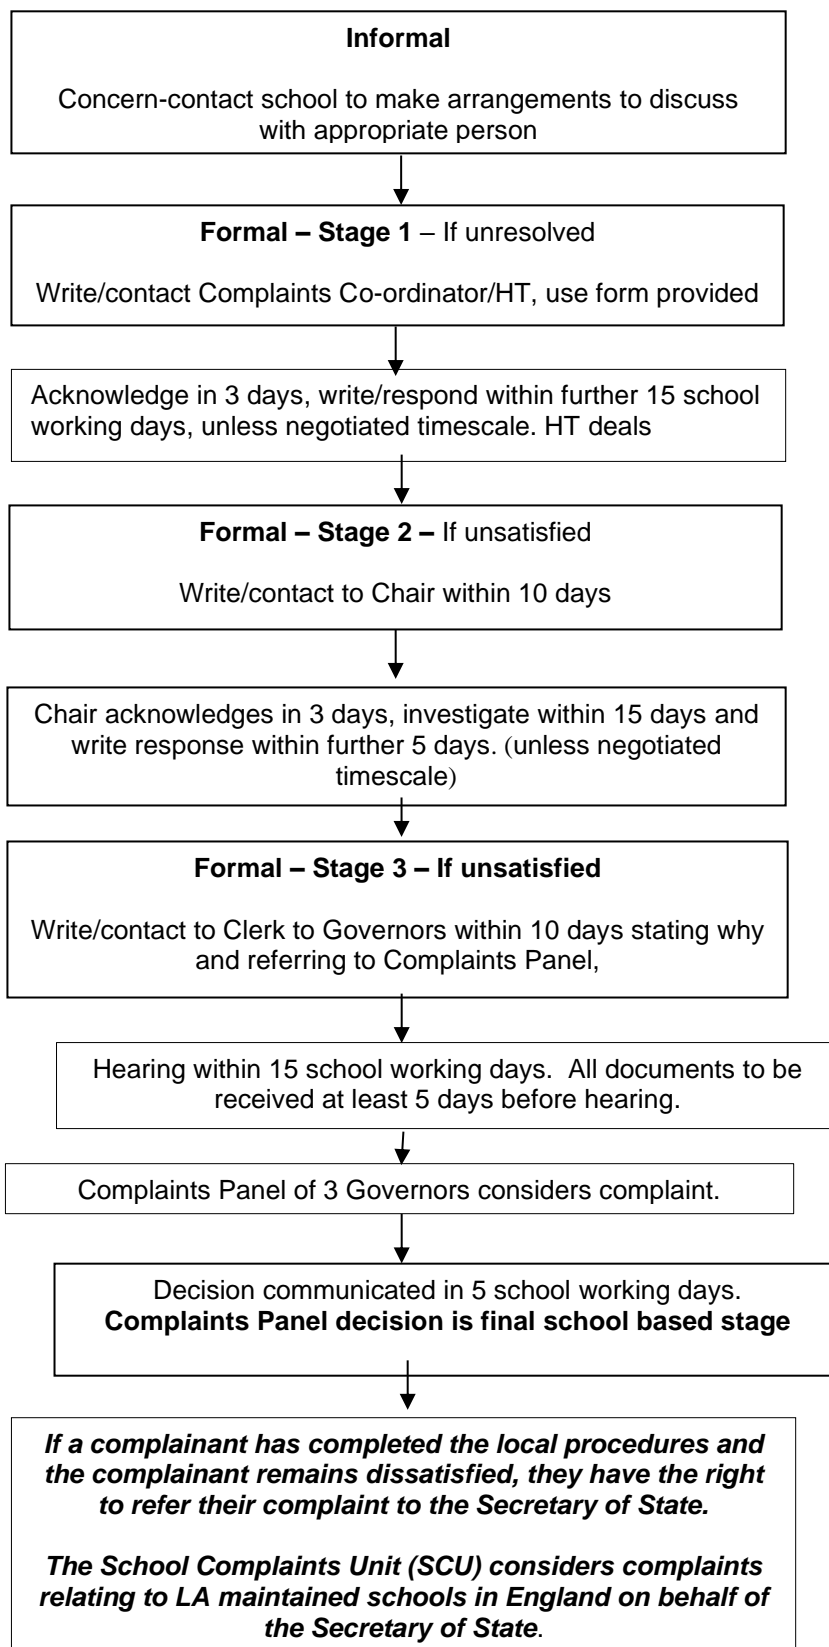 Informal
Concern-contact school to make arrangements to discuss
with appropriate person
Formal – Stage 1 – If unresolved
Write/contact Complaints Co-ordinator/HT, use form provided
Acknowledge in 3 days, write/respond within further 15 school
working days, unless negotiated timescale. HT deals
Formal – Stage 2 – If unsatisfied
Write/contact to Chair within 10 days
Chair acknowledges in 3 days, investigate within 15 days and
write response within further 5 days. (unless negotiated
timescale)
Formal – Stage 3 – If unsatisfied
Write/contact to Clerk to Governors within 10 days stating why
and referring to Complaints Panel,
Hearing within 15 school working days.  All documents to be
received at least 5 days before hearing.
Complaints Panel of 3 Governors considers complaint.
Decision communicated in 5 school working days.
Complaints Panel decision is final school based stage
If a complainant has completed the local procedures and
the complainant remains dissatisfied, they have the right
to refer their complaint to the Secretary of State.
The School Complaints Unit (SCU) considers complaints
relating to LA maintained schools in England on behalf of
the Secretary of State.